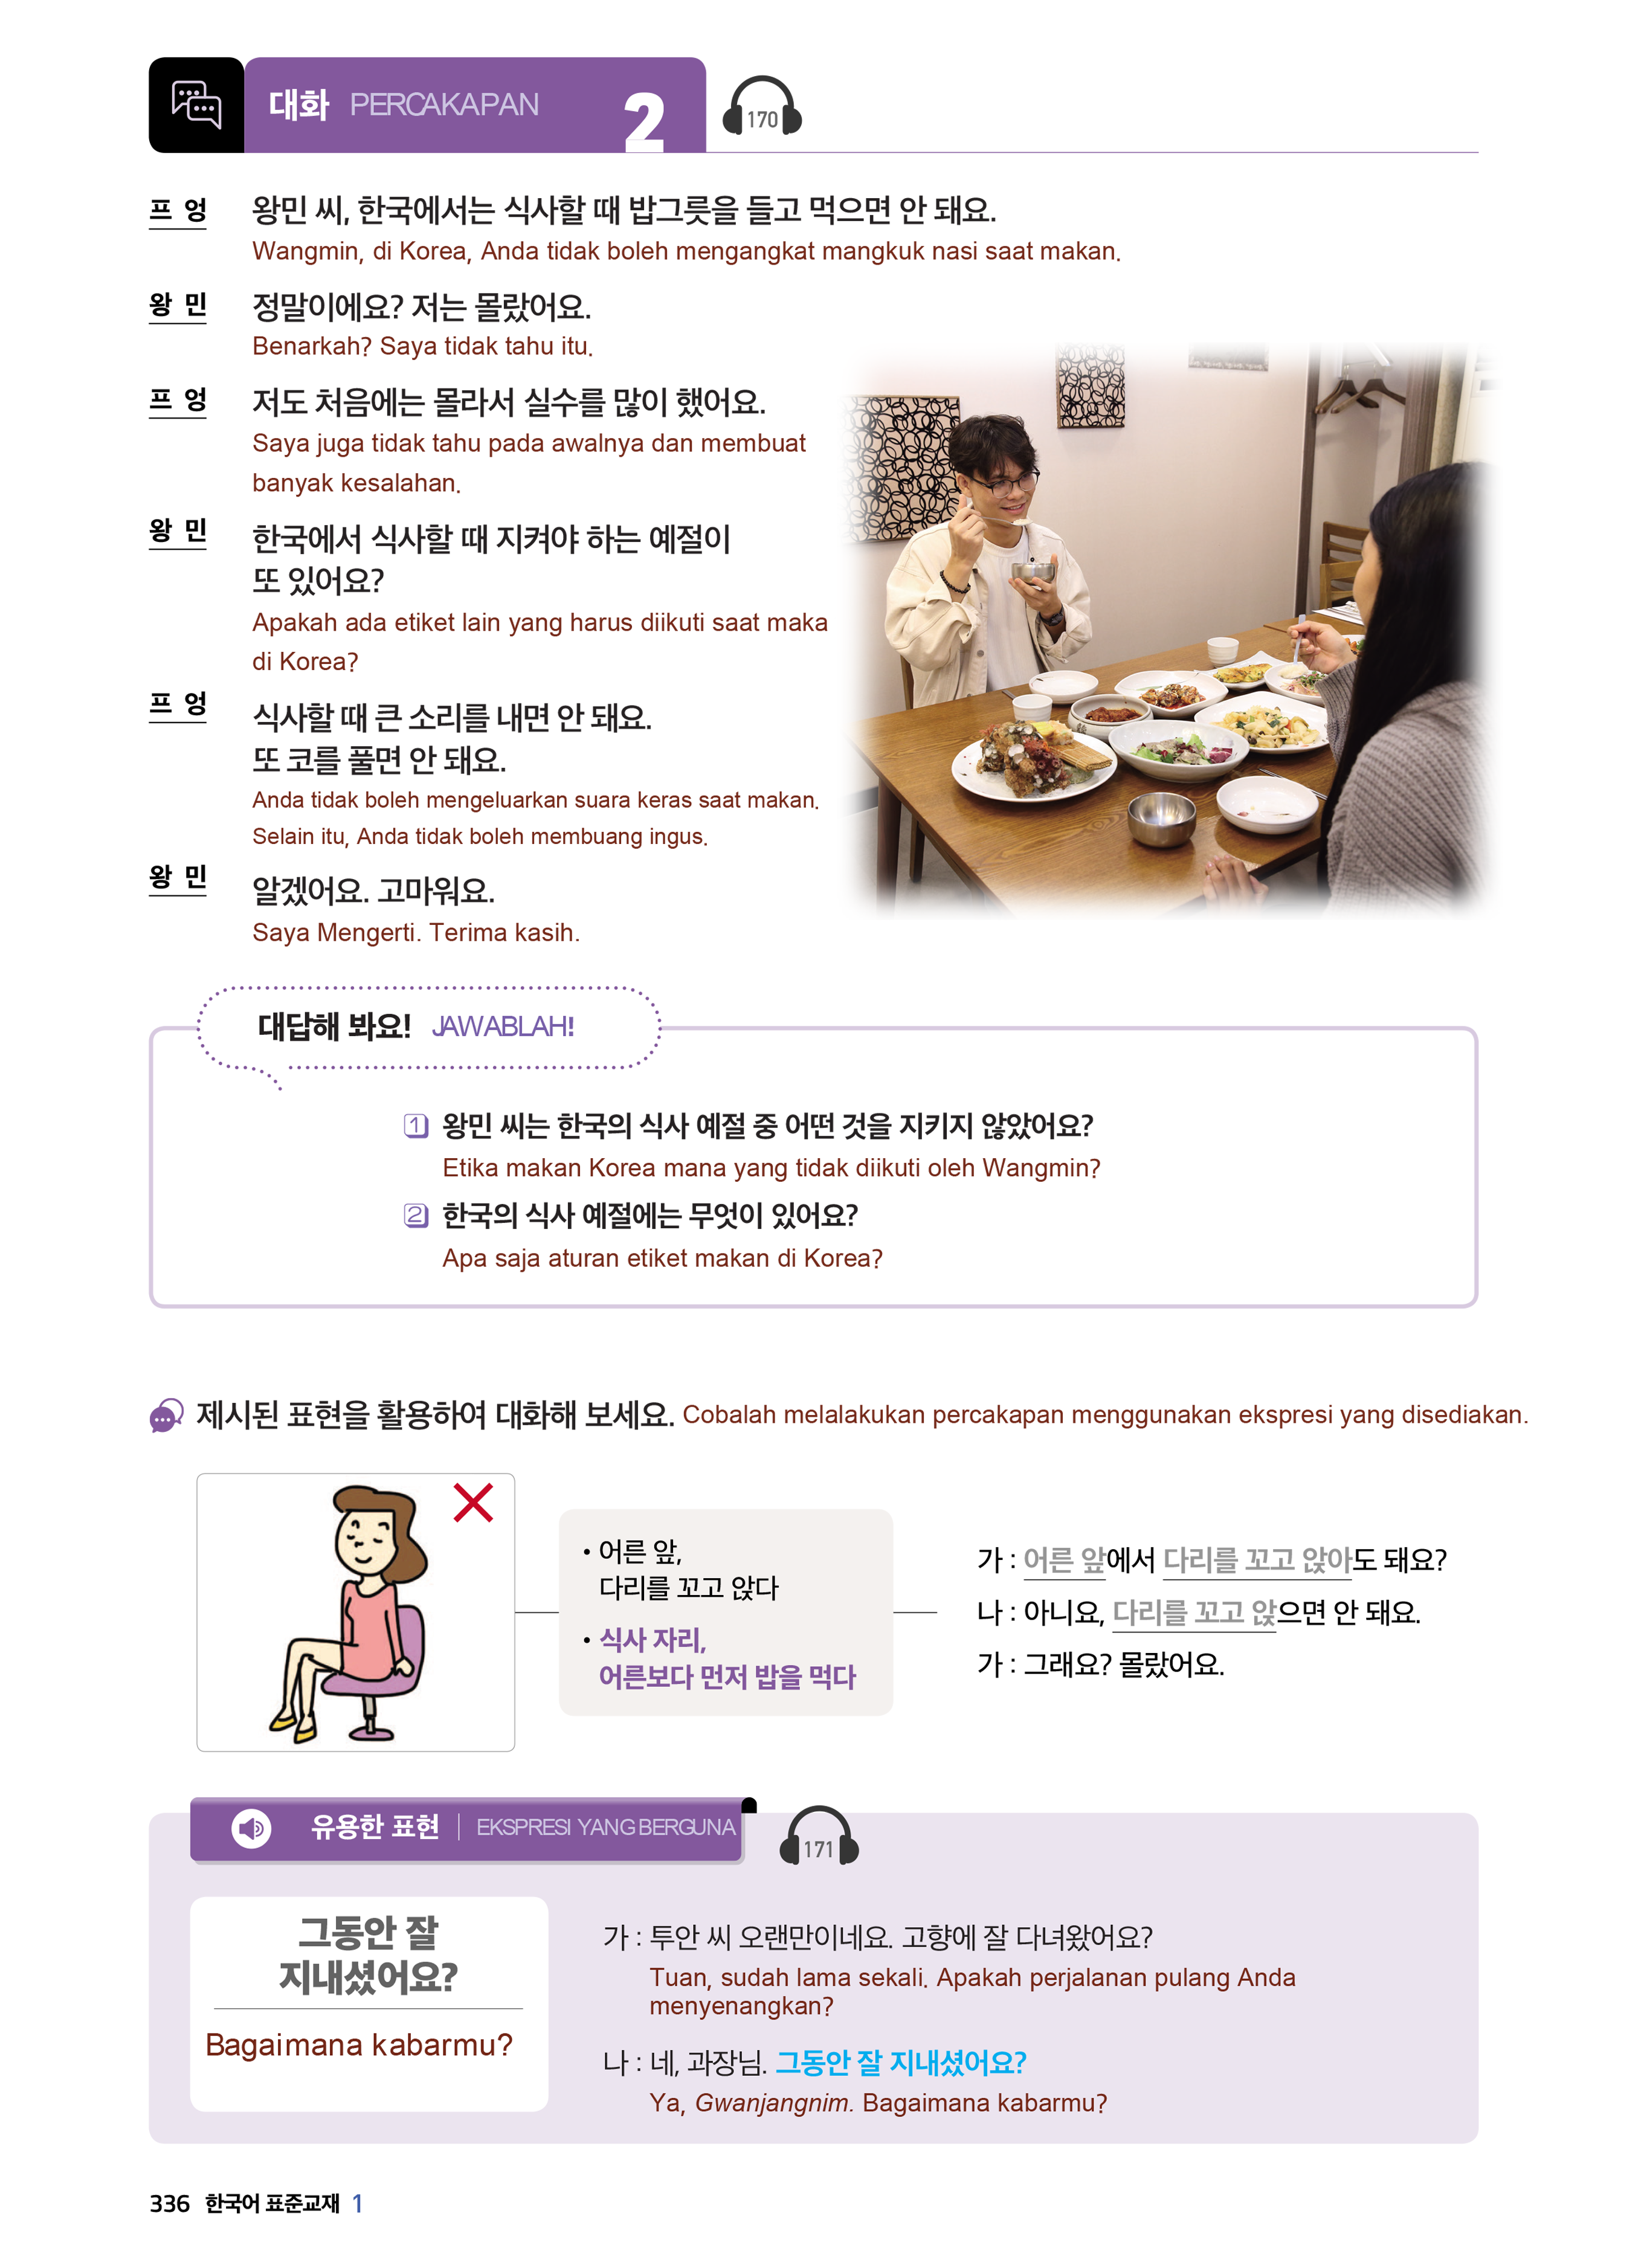 대화 PERCAKAPAN 2 170
프 엉 왕민 씨, 한국에서는 식사할 때 밥그릇을 들고 먹으면 안 돼요.
Wangmin, di Korea, Anda tidak boleh mengangkat mangkuk nasi saat makan.
왕 민 정말이에요? 저는 몰랐어요.
Benarkah? Saya tidak tahu itu.
프 엉 저도 처음에는 몰라서 실수를 많이 했어요.
Saya juga tidak tahu pada awalnya dan membuat
banyak kesalahan.
왕 민 한국에서 식사할 때 지켜야 하는 예절이
또 있어요?
Apakah ada etiket lain yang harus diikuti saat maka
di Korea?
프 엉 식사할 때 큰 소리를 내면 안 돼요.
또 코를 풀면 안 돼요.
Anda tidak boleh mengeluarkan suara keras saat makan.
Selain itu, Anda tidak boleh membuang ingus.
왕 민 알겠어요. 고마워요.
Saya Mengerti. Terima kasih.
대답해 봐요! JAWABLAH!
1 왕민 씨는 한국의 식사 예절 중 어떤 것을 지키지 않았어요?
Etika makan Korea mana yang tidak diikuti oleh Wangmin?
2 한국의 식사 예절에는 무엇이 있어요?
Apa saja aturan etiket makan di Korea?
제시된 표현을 활용하여 대화해 보세요. Cobalah melalakukan percakapan menggunakan ekspresi yang disediakan.
• 어른 앞,
다리를 꼬고 앉다
• 식사 자리,
어른보다 먼저 밥을 먹다
가 : 어른 앞에서 다리를 꼬고 앉아도 돼요?
나 : 아니요, 다리를 꼬고 앉으면 안 돼요.
가 : 그래요? 몰랐어요.
유용한 표현 EKSPRESI YANG BERGUNA 171
그동안 잘
지내셨어요?
Bagaimana kabarmu?
가 : 투안 씨 오랜만이네요. 고향에 잘 다녀왔어요?
Tuan, sudah lama sekali. Apakah perjalanan pulang Anda
menyenangkan?
나 : 네, 과장님. 그동안 잘 지내셨어요?
Ya, Gwanjangnim. Bagaimana kabarmu?
336 한국어 표준교재 1